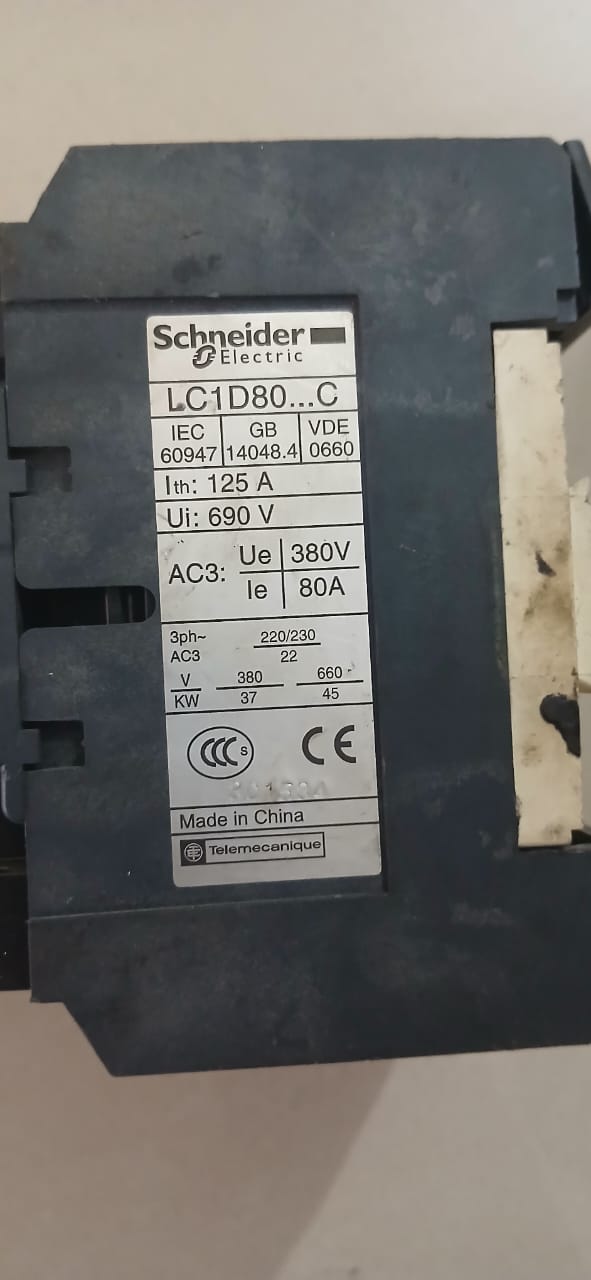 Schneider
Electric
LC1D80...C
IEC 60947 GB 14048.4 VDE 0660
Ith: 125 A
Ui: 690 V
AC3: Ue 380V
Ie 80A
3ph~ AC3 220/230 22
V/KW 380/37 660/45
CCC S CE
Made in China
Telemecanique